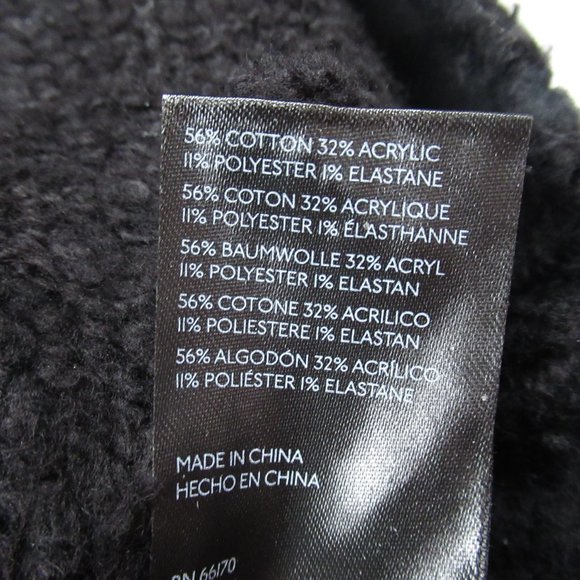 56% COTTON 32% ACRYLIC
11% POLYESTER 1% ELASTANE
56% COTON 32% ACRYLIQUE
11% POLYESTER 1% ÉLASTHANNE
56% BAUMWOLLE 32% ACRYL
11% POLYESTER 1% ELASTAN
56% COTONE 32% ACRILICO
11% POLIESTERE 1% ELASTAN
56% ALGODÓN 32% ACRÍLICO
11% POLIÉSTER 1% ELASTANE
MADE IN CHINA
HECHO EN CHINA
RN 66170